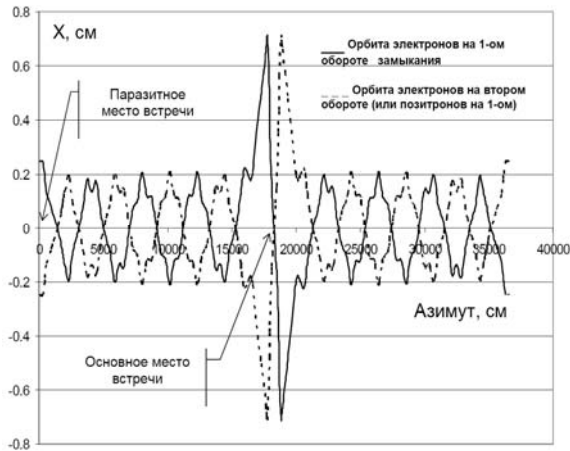 X, см
Орбита электронов на 1-ом
обороте замыкания
Орбита электронов на втором
обороте (или позитронов на 1-ом)
Паразитное
место встречи
0.8
0.6
0.4
0.2
0
-0.2
-0.4
-0.6
-0.8
0
5000
10000
15000
20000
25000
30000
35000
40000
Азимут, см
Основное место
встречи